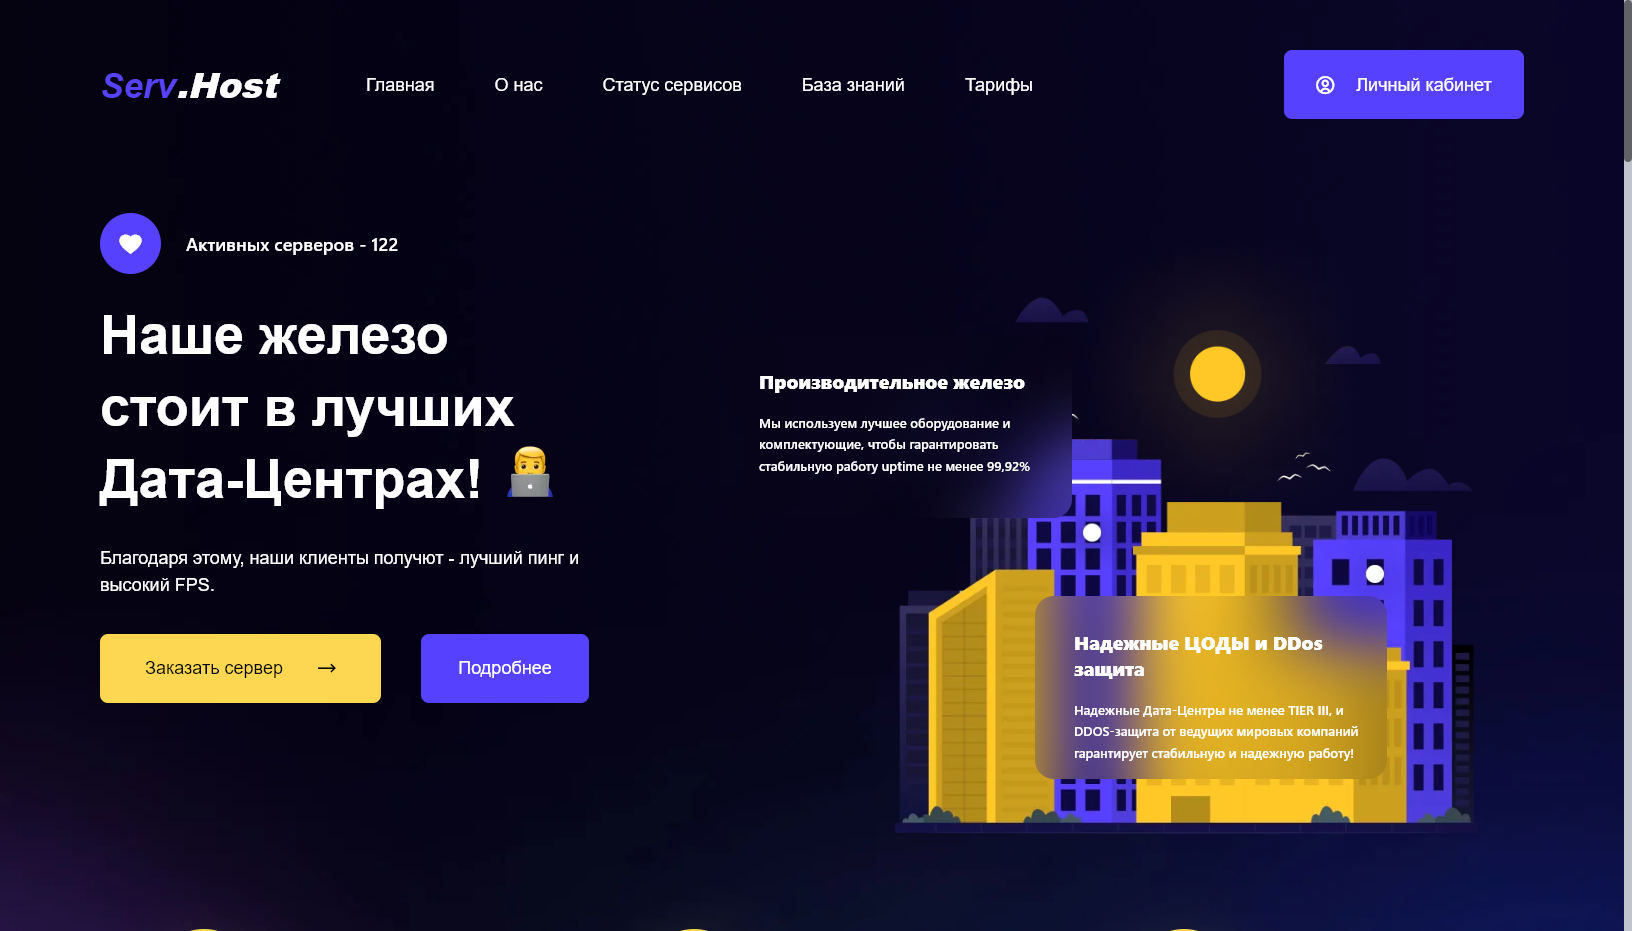 Serv.Host
Главная
О нас
Статус сервисов
База знаний
Тарифы
Личный кабинет
Активных серверов - 122
Наше железо
стоит в лучших
Дата-Центрах!
Благодаря этому, наши клиенты получют - лучший пинг и
высокий FPS.
Заказать сервер
Подробнее
Производительное железо
Мы используем лучшее оборудование и
комплектующие, чтобы гарантировать
стабильную работу uptime не менее 99,92%
Надежные ЦОДЫ и DDos
защита
Надежные Дата-Центры не менее TIER III, и
DDOS-защита от ведущих мировых компаний
гарантирует стабильную и надежную работу!